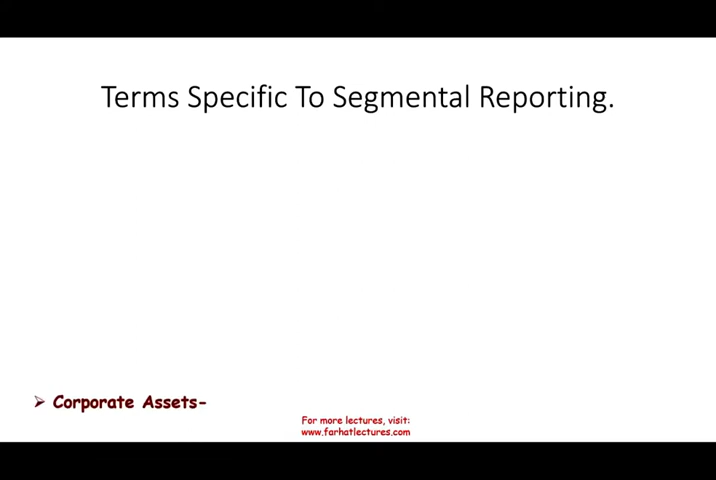 Terms Specific To Segmental Reporting.
➢ Corporate Assets-
For more lectures, visit:
www.farhatlectures.com